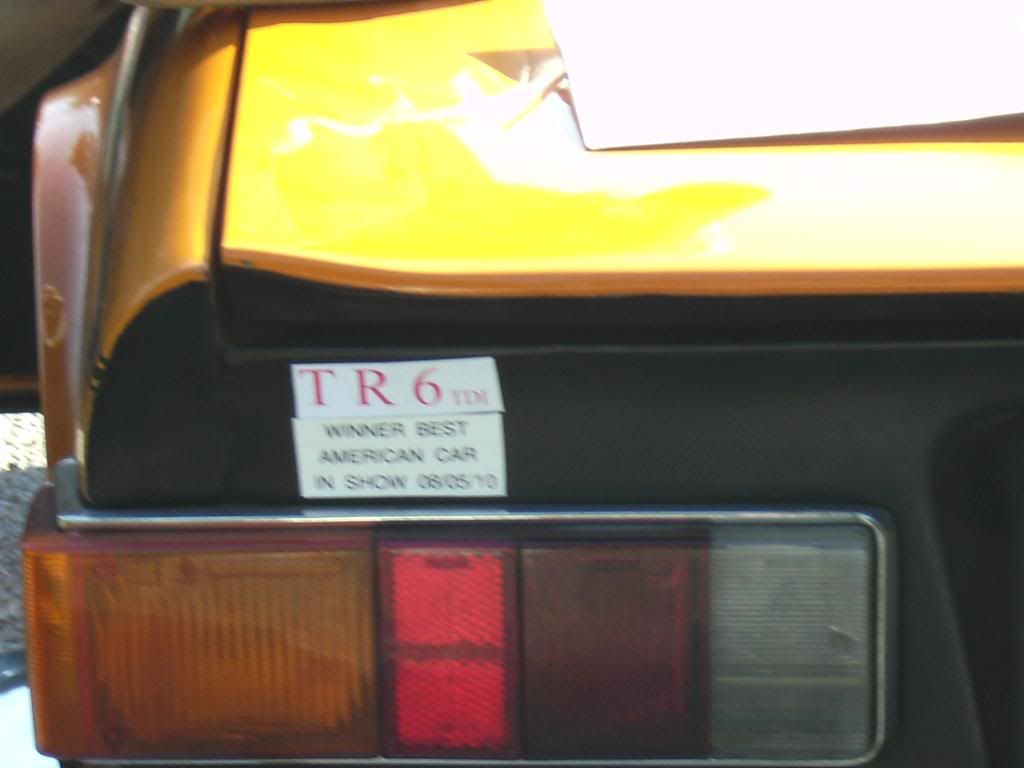 TR6 TDI
WINNER BEST
AMERICAN CAR
IN SHOW 08/05/10